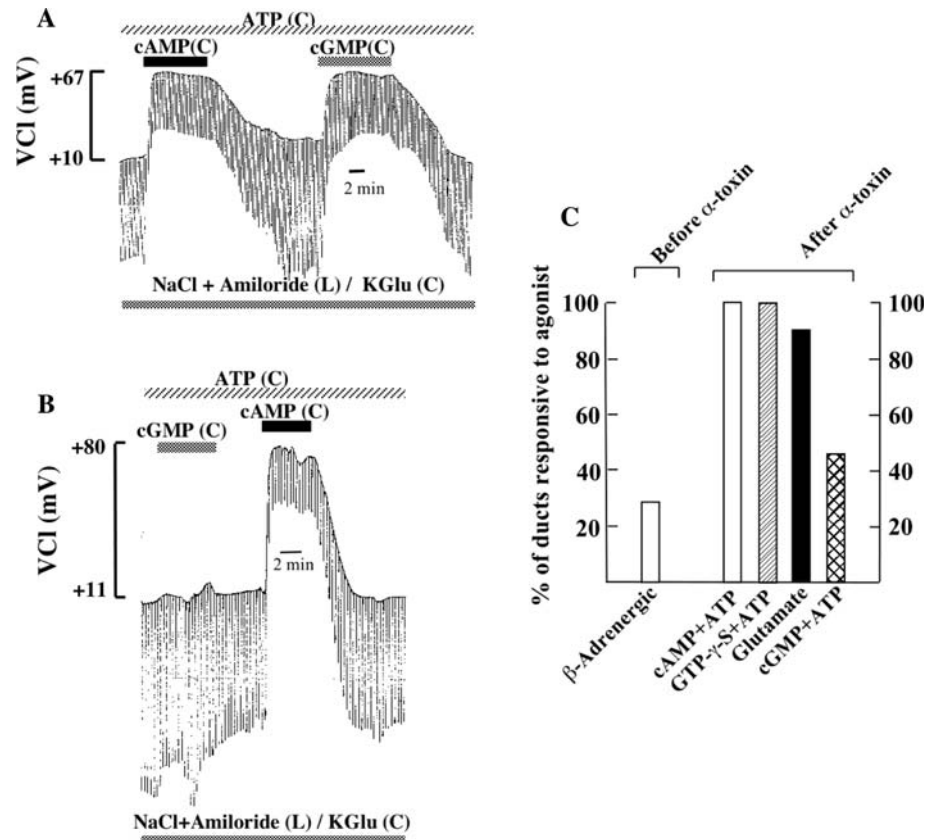 A
ATP (C)
cAMP(C)
cGMP(C)
+67
VCl (mV)
+10
2 min
NaCl + Amiloride (L) / KGlu (C)
B
ATP (C)
cGMP (C)
cAMP (C)
+80
VCl (mV)
+11
2 min
NaCl+Amiloride (L) / KGlu (C)
C
Before α-toxin
After α-toxin
% of ducts responsive to agonist
100
80
60
40
20
100
80
60
40
20
β-Adrenergic
cAMP+ATP
GTP-γ-S+ATP
Glutamate
cGMP+ATP